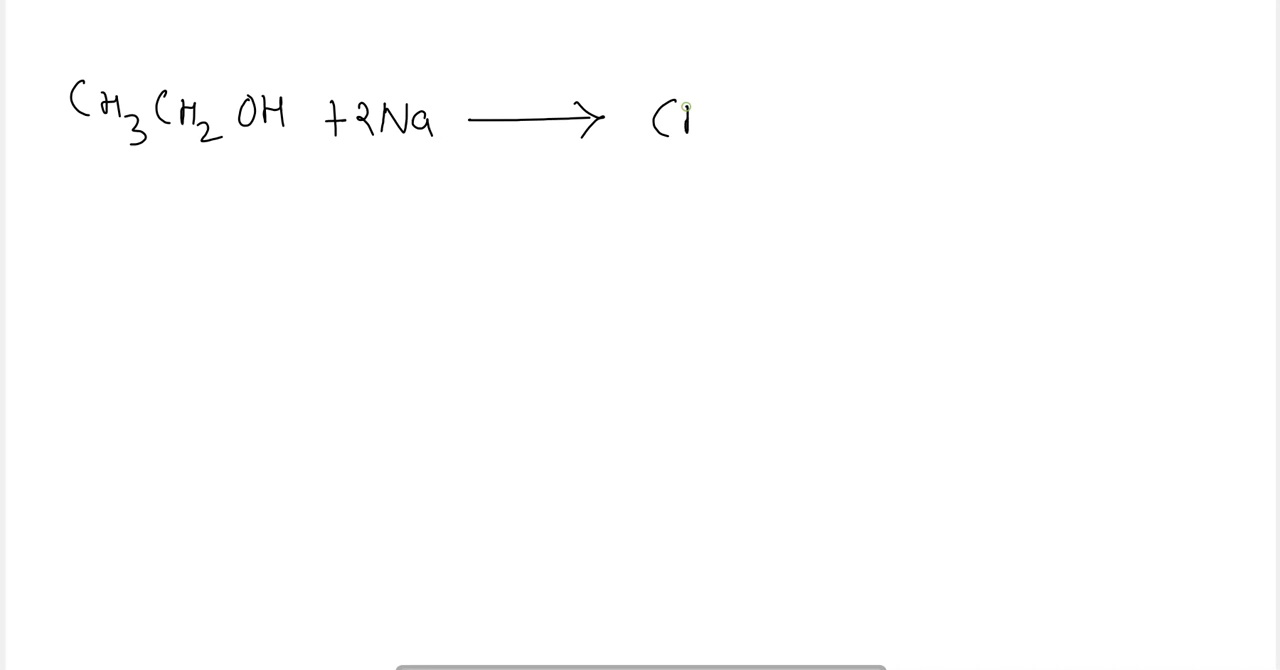 CH₃CH₂OH + 2Na ⟶ C